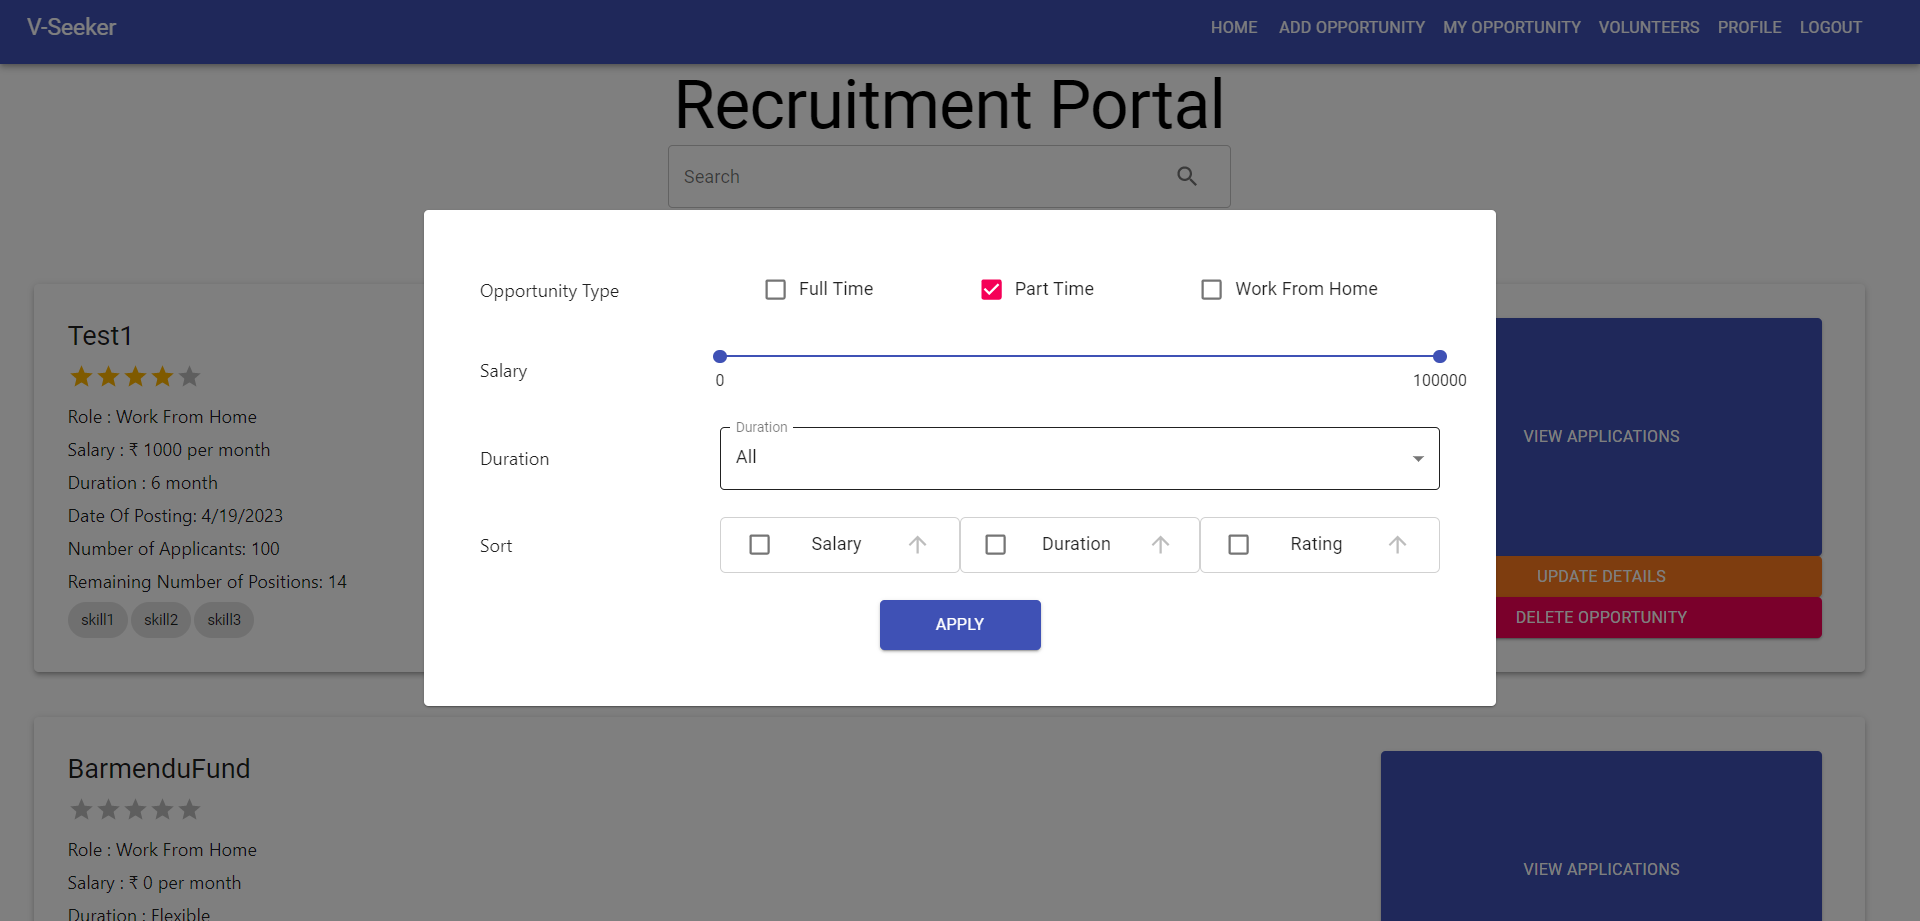 V-Seeker
HOME ADD OPPORTUNITY MY OPPORTUNITY VOLUNTEERS PROFILE LOGOUT
Recruitment Portal
Search
Opportunity Type Full Time Part Time Work From Home
Salary
0 100000
Duration
Duration All
Sort Salary Duration Rating
APPLY
Test1
Role : Work From Home
Salary : ₹ 1000 per month
Duration : 6 month
Date Of Posting: 4/19/2023
Number of Applicants: 100
Remaining Number of Positions: 14
skill1 skill2 skill3
VIEW APPLICATIONS
UPDATE DETAILS
DELETE OPPORTUNITY
BarmenduFund
Role : Work From Home
Salary : ₹ 0 per month
Duration : Flexible
VIEW APPLICATIONS